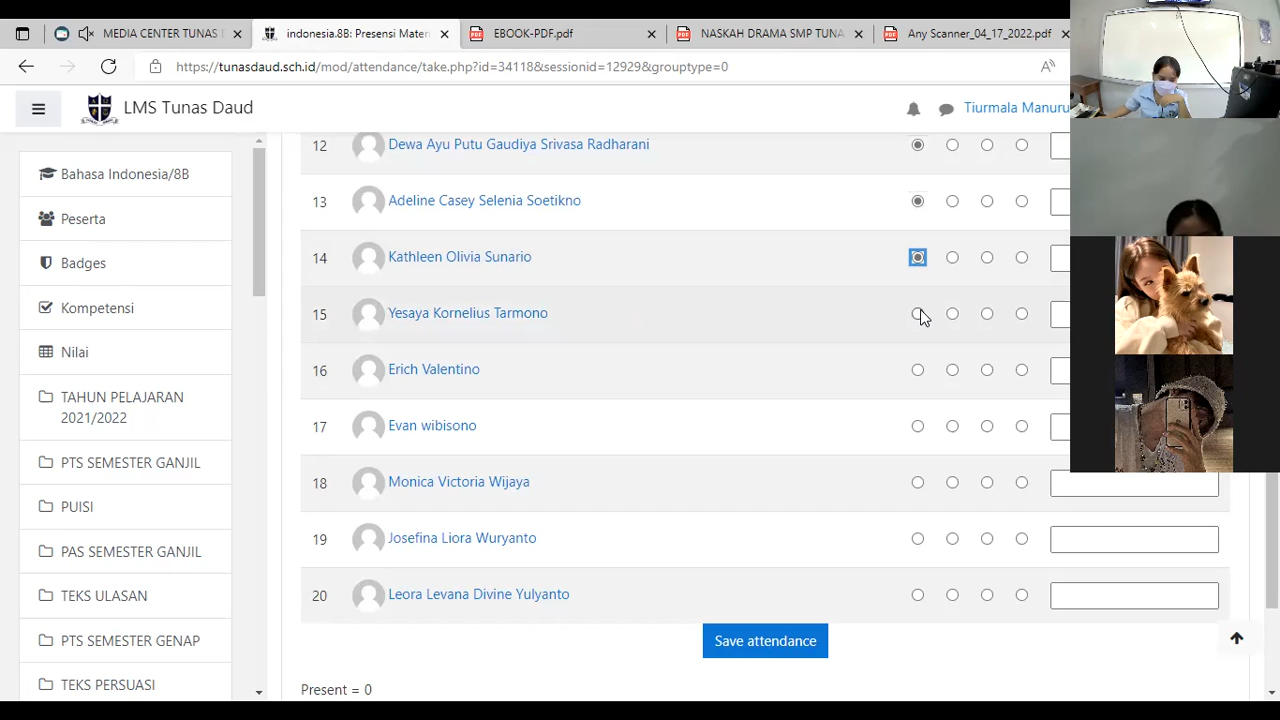 MEDIA CENTER TUNAS
indonesia.8B: Presensi Mater
EBOOK-PDF.pdf
NASKAH DRAMA SMP TUNA
Any Scanner_04_17_2022.pdf
https://tunasdaud.sch.id/mod/attendance/take.php?id=34118&sessionid=12929&grouptype=0
LMS Tunas Daud
Tiurmala Manuru
Bahasa Indonesia/8B
Peserta
Badges
Kompetensi
Nilai
TAHUN PELAJARAN
2021/2022
PTS SEMESTER GANJIL
PUISI
PAS SEMESTER GANJIL
TEKS ULASAN
PTS SEMESTER GENAP
TEKS PERSUASI
12 Dewa Ayu Putu Gaudiya Srivasa Radharani
13 Adeline Casey Selenia Soetikno
14 Kathleen Olivia Sunario
15 Yesaya Kornelius Tarmono
16 Erich Valentino
17 Evan wibisono
18 Monica Victoria Wijaya
19 Josefina Liora Wuryanto
20 Leora Levana Divine Yulyanto
Save attendance
Present = 0